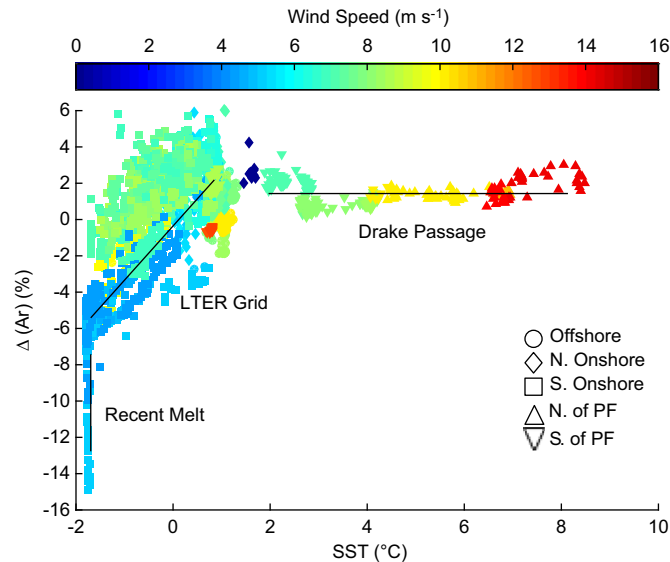 Wind Speed (m s-1)
0 2 4 6 8 10 12 14 16
6
4
2
0
-2
-4
-6
-8
-10
-12
-14
-16
Δ (Ar) (%)
Drake Passage
LTER Grid
Recent Melt
Offshore
N. Onshore
S. Onshore
N. of PF
S. of PF
-2 0 2 4 6 8 10
SST (°C)